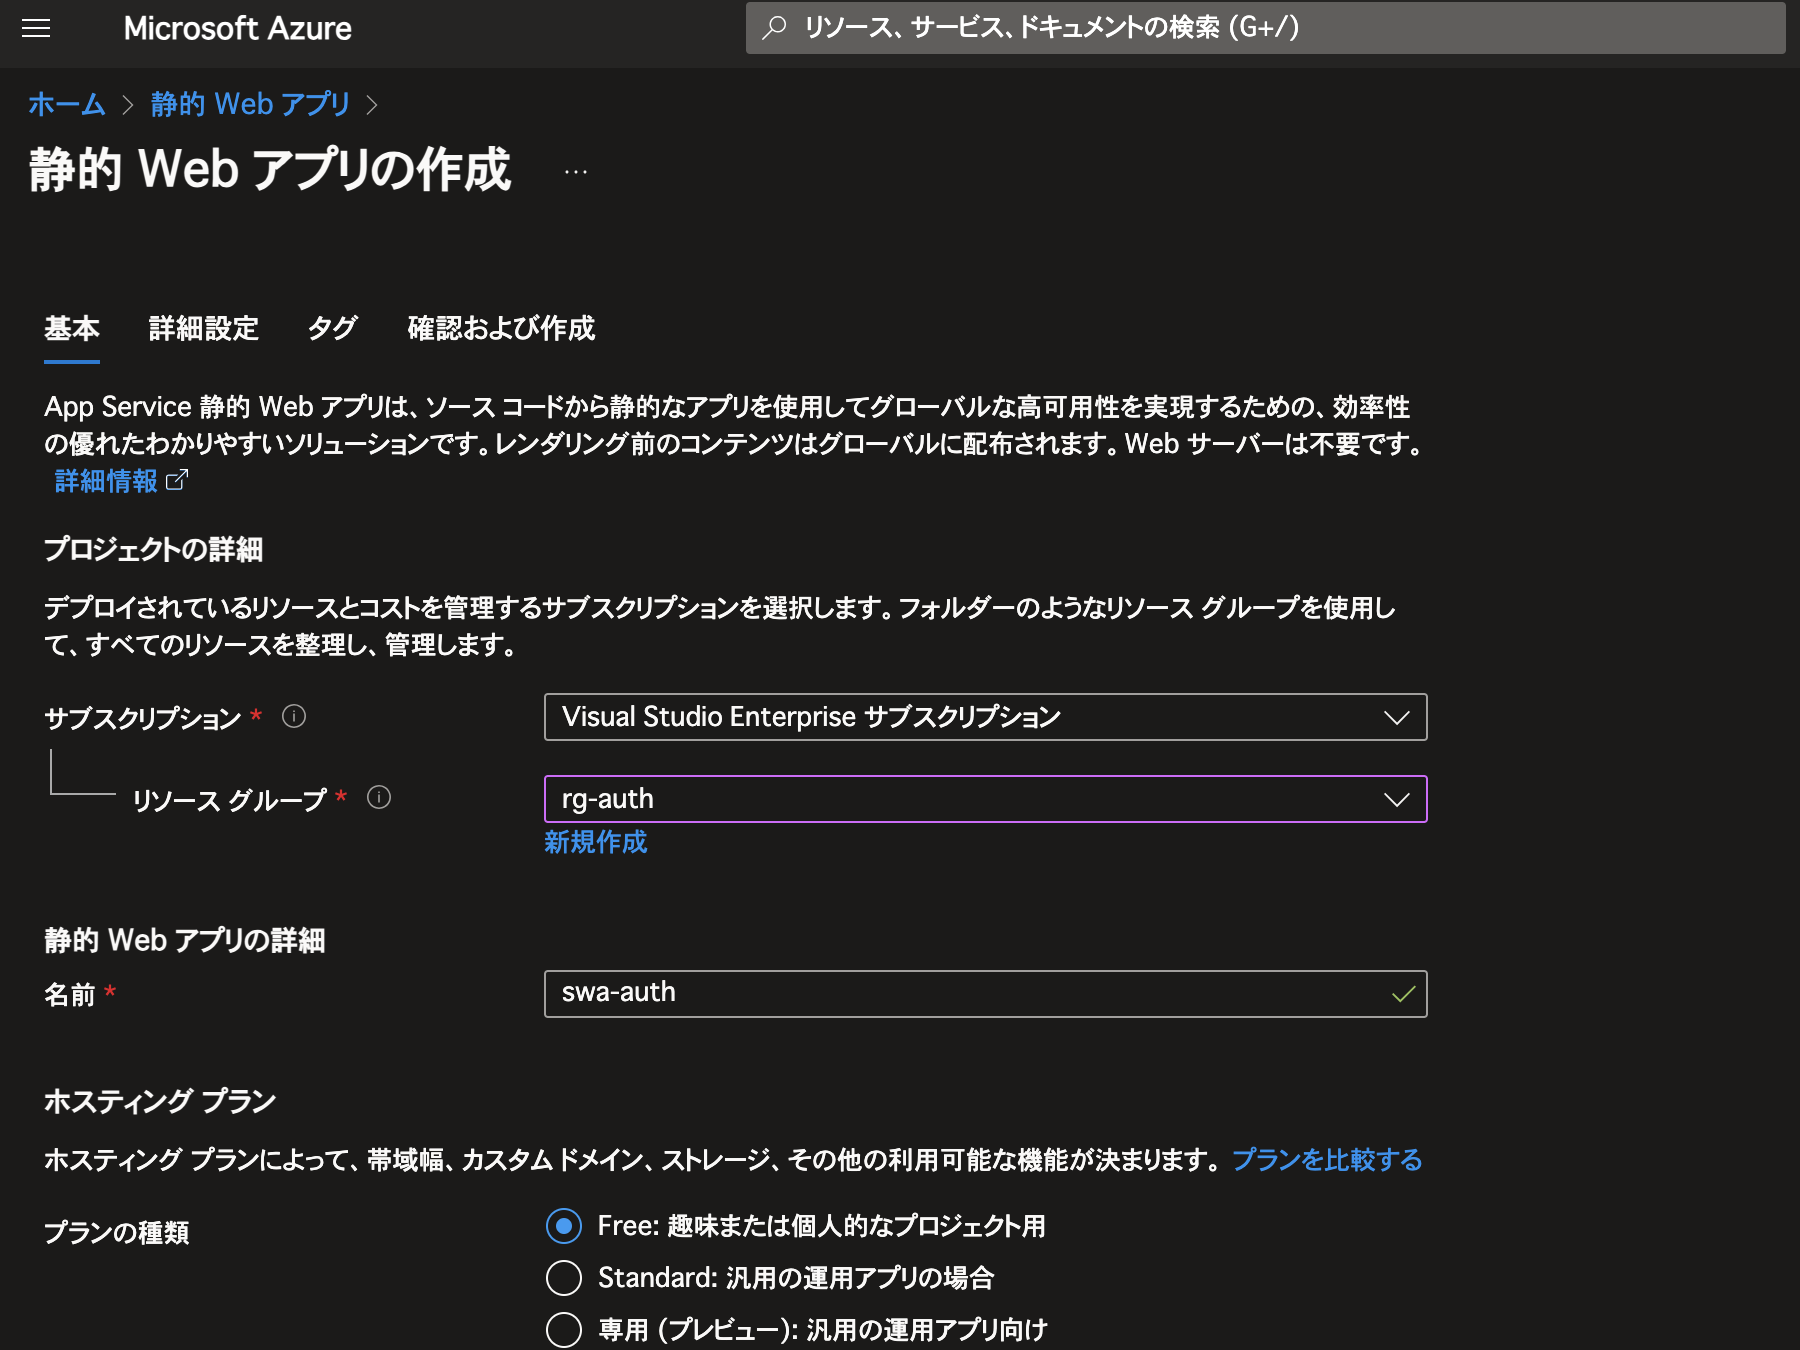 Microsoft Azure
リソース、サービス、ドキュメントの検索 (G+/)
ホーム > 静的 Web アプリ >
静的 Web アプリの作成 …
基本 詳細設定 タグ 確認および作成
App Service 静的 Web アプリは、ソース コードから静的なアプリを使用してグローバルな高可用性を実現するための、効率性
の優れたわかりやすいソリューションです。レンダリング前のコンテンツはグローバルに配布されます。Web サーバーは不要です。
詳細情報
プロジェクトの詳細
デプロイされているリソースとコストを管理するサブスクリプションを選択します。フォルダーのようなリソース グループを使用し
て、すべてのリソースを整理し、管理します。
サブスクリプション *
Visual Studio Enterprise サブスクリプション
リソース グループ *
rg-auth
新規作成
静的 Web アプリの詳細
名前 *
swa-auth
ホスティング プラン
ホスティング プランによって、帯域幅、カスタム ドメイン、ストレージ、その他の利用可能な機能が決まります。 プランを比較する
プランの種類
Free: 趣味または個人的なプロジェクト用
Standard: 汎用の運用アプリの場合
専用 (プレビュー): 汎用の運用アプリ向け